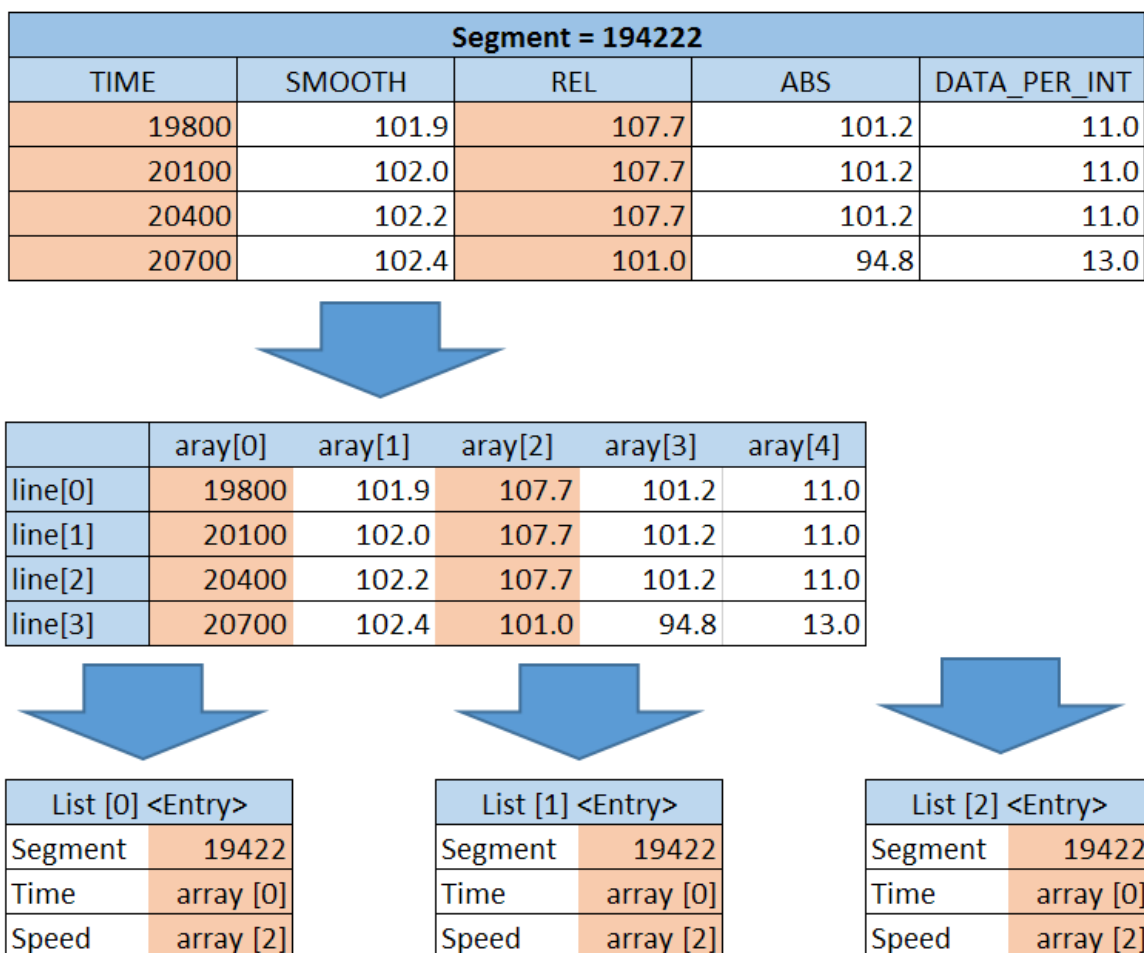 Segment = 194222
TIME SMOOTH REL ABS DATA_PER_INT
19800 101.9 107.7 101.2 11.0
20100 102.0 107.7 101.2 11.0
20400 102.2 107.7 101.2 11.0
20700 102.4 101.0 94.8 13.0
aray[0] aray[1] aray[2] aray[3] aray[4]
line[0] 19800 101.9 107.7 101.2 11.0
line[1] 20100 102.0 107.7 101.2 11.0
line[2] 20400 102.2 107.7 101.2 11.0
line[3] 20700 102.4 101.0 94.8 13.0
List [0] <Entry> List [1] <Entry> List [2] <Entry>
Segment 19422 Segment 19422 Segment 19422
Time array [0] Time array [0] Time array [0]
Speed array [2] Speed array [2] Speed array [2]